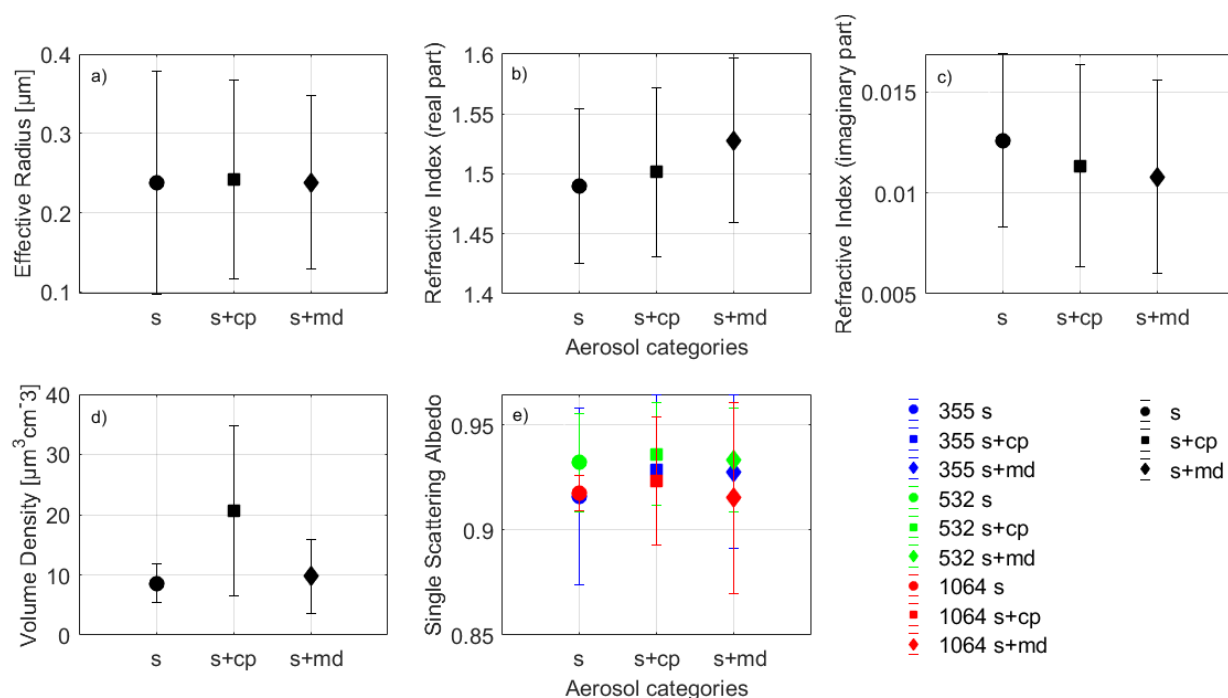 a)
Effective Radius [μm]
0.4
0.3
0.2
0.1
s s+cp s+md
b)
Refractive Index (real part)
1.6
1.55
1.5
1.45
1.4
s s+cp s+md
Aerosol categories
c)
Refractive Index (imaginary part)
0.015
0.01
0.005
s s+cp s+md
d)
Volume Density [μm³cm⁻3]
40
30
20
10
0
s s+cp s+md
e)
Single Scattering Albedo
0.95
0.9
0.85
s s+cp s+md
Aerosol categories
355 s
355 s+cp
355 s+md
532 s
532 s+cp
532 s+md
1064 s
1064 s+cp
1064 s+md
s
s+cp
s+md